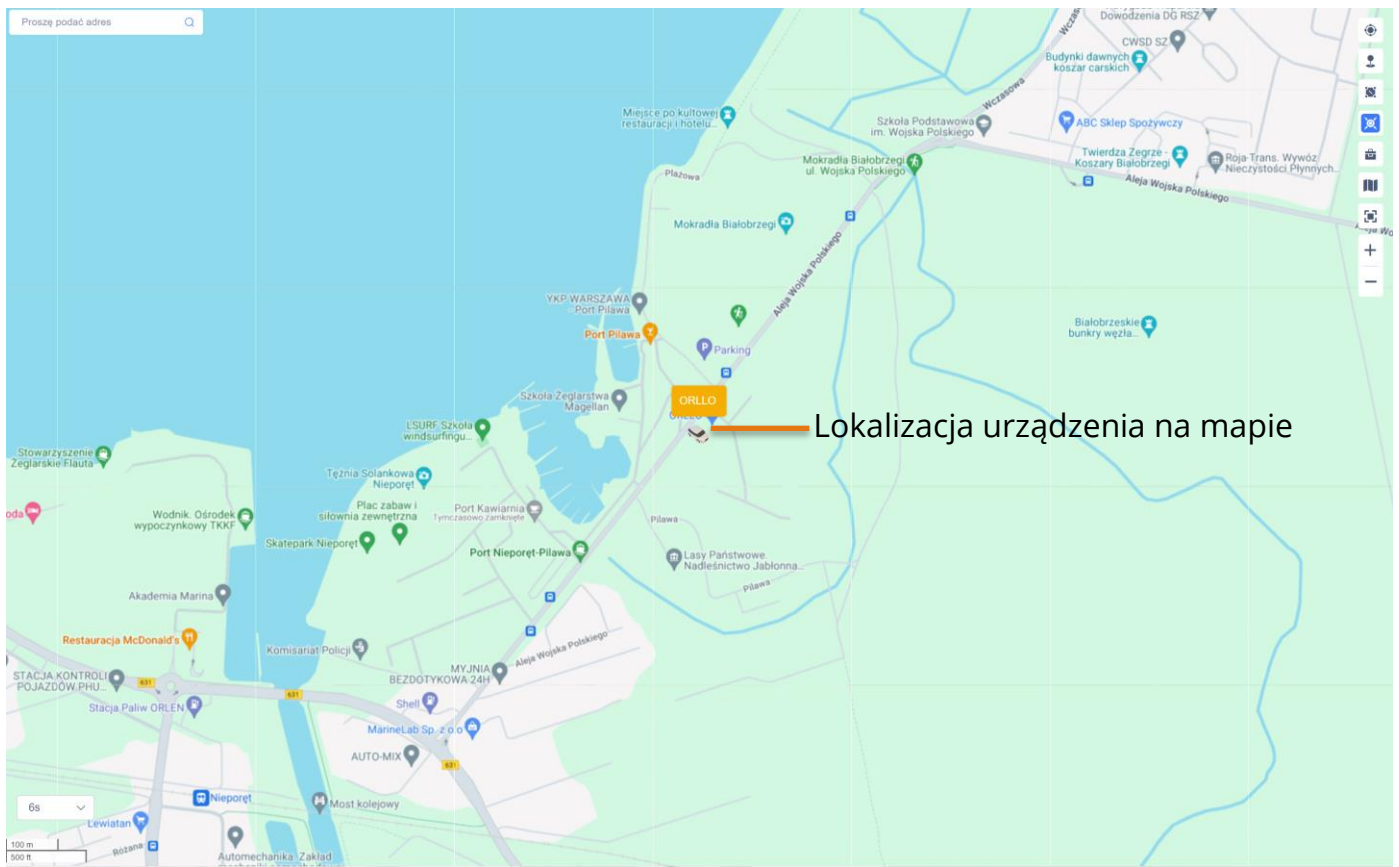 Proszę podać adres
Dowodzenia DG RSZ
CWSD SZ
Budynki dawnych
koszar carskich
Wczasowa
Miejsce po kultowej
restauracji i hotelu...
Szkoła Podstawowa
im. Wojska Polskiego
ABC Sklep Spożywczy
Mokradła Białobrzegi
ul. Wojska Polskiego
Twierdza Zegrze -
Koszary Białobrzegi
Roja-Trans. Wywóz
Nieczystości Płynnych...
Plażowa
Aleja Wojska Polskiego
Mokradła Białobrzegi
Aleja Wojska Polskiego
YKP WARSZAWA
- Port Pilawa
Port Pilawa
Parking
Białobrzeskie
bunkry węzła...
Szkoła Żeglarstwa
Magellan
ORLLO
Lokalizacja urządzenia na mapie
LSURF Szkoła
windsurfingu...
Stowarzyszenie
Żeglarskie Flauta
Tężnia Solankowa
Nieporęt
Wodnik. Ośrodek
wypoczynkowy TKKF
Plac zabaw i
siłownia zewnętrzna
Port Kawiarnia
Tymczasowo zamknięte
Pilawa
Skatepark Nieporęt
Port Nieporęt-Pilawa
Lasy Państwowe.
Nadleśnictwo Jabłonna...
Pilawa
Akademia Marina
Restauracja McDonald's
Komisariat Policji
Aleja Wojska Polskiego
STACJA KONTROLI
POJAZDÓW.PHU...
631
631
MYJNIA
BEZDOTYKOWA 24H
Stacja Paliw ORLEN
Shell
MarineLab Sp. z o.o
AUTO-MIX
631
6s
Nieporęt
Most kolejowy
Lewiatan
Różana
100 m
500 ft
Automechanika. Zakład